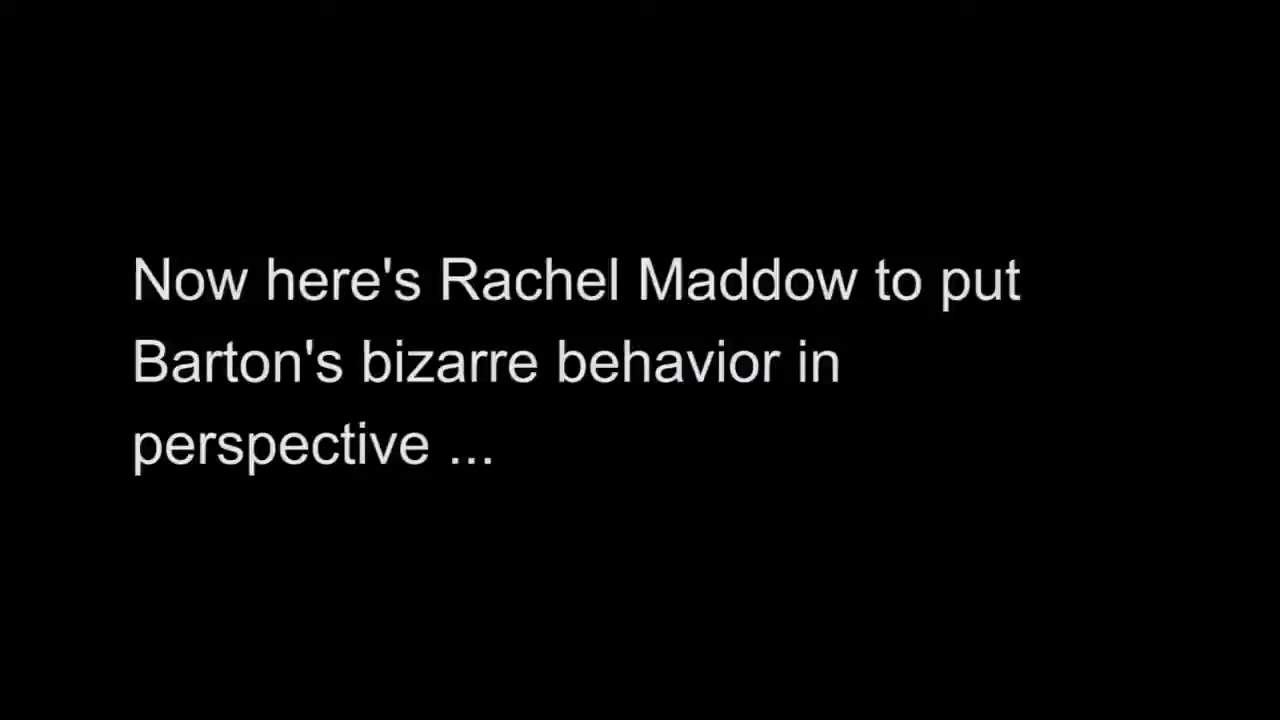 Now here's Rachel Maddow to put
Barton's bizarre behavior in
perspective ...